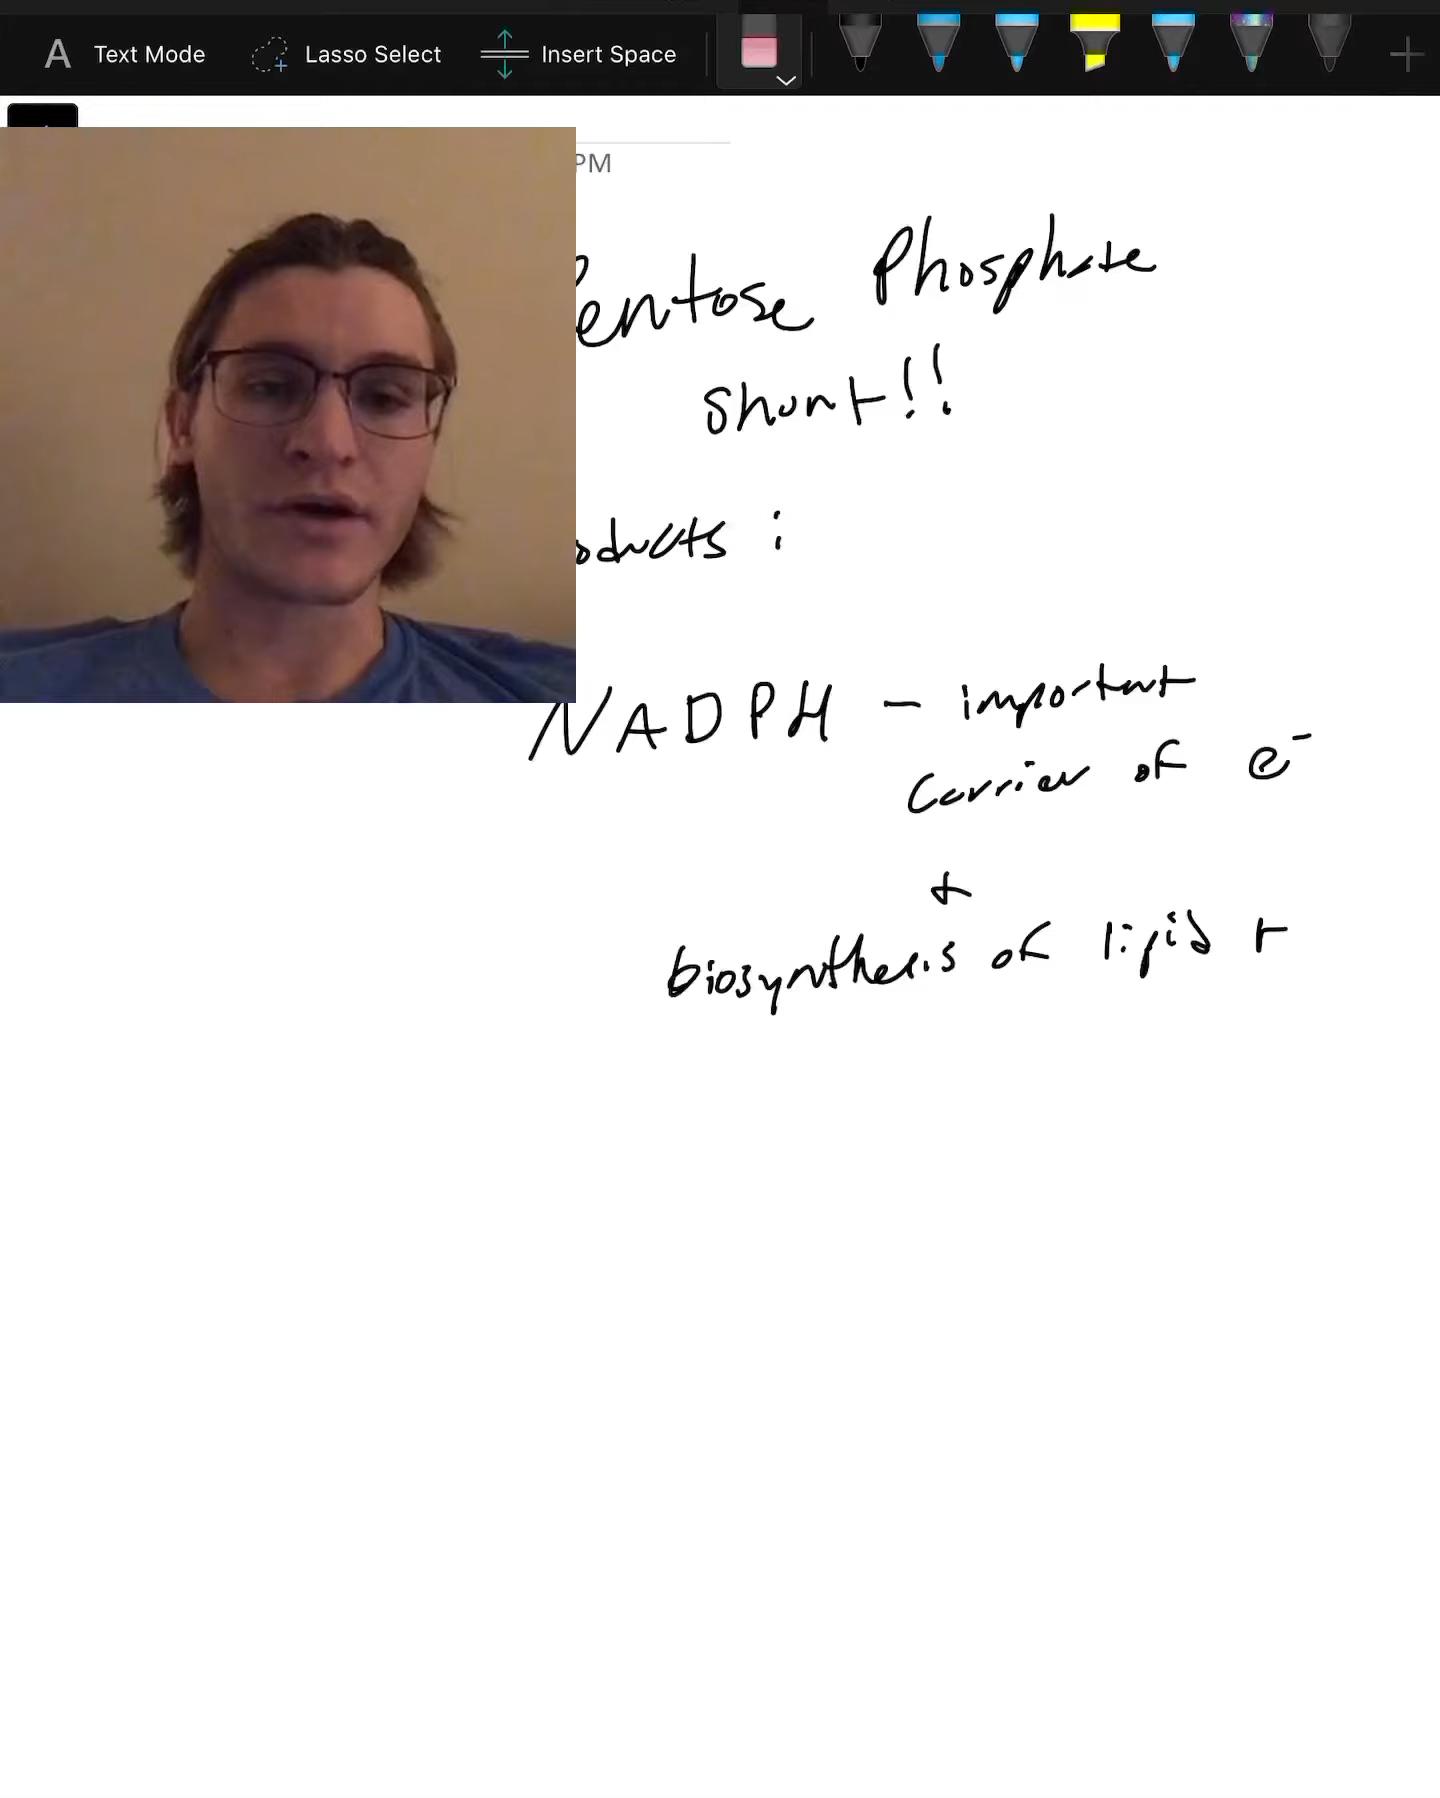 A Text Mode Lasso Select Insert Space
PM
entose Phosphate
Shunt!!
oducts :
NADPH - important
Carrier of e⁻
+
biosynthesis of lipid +